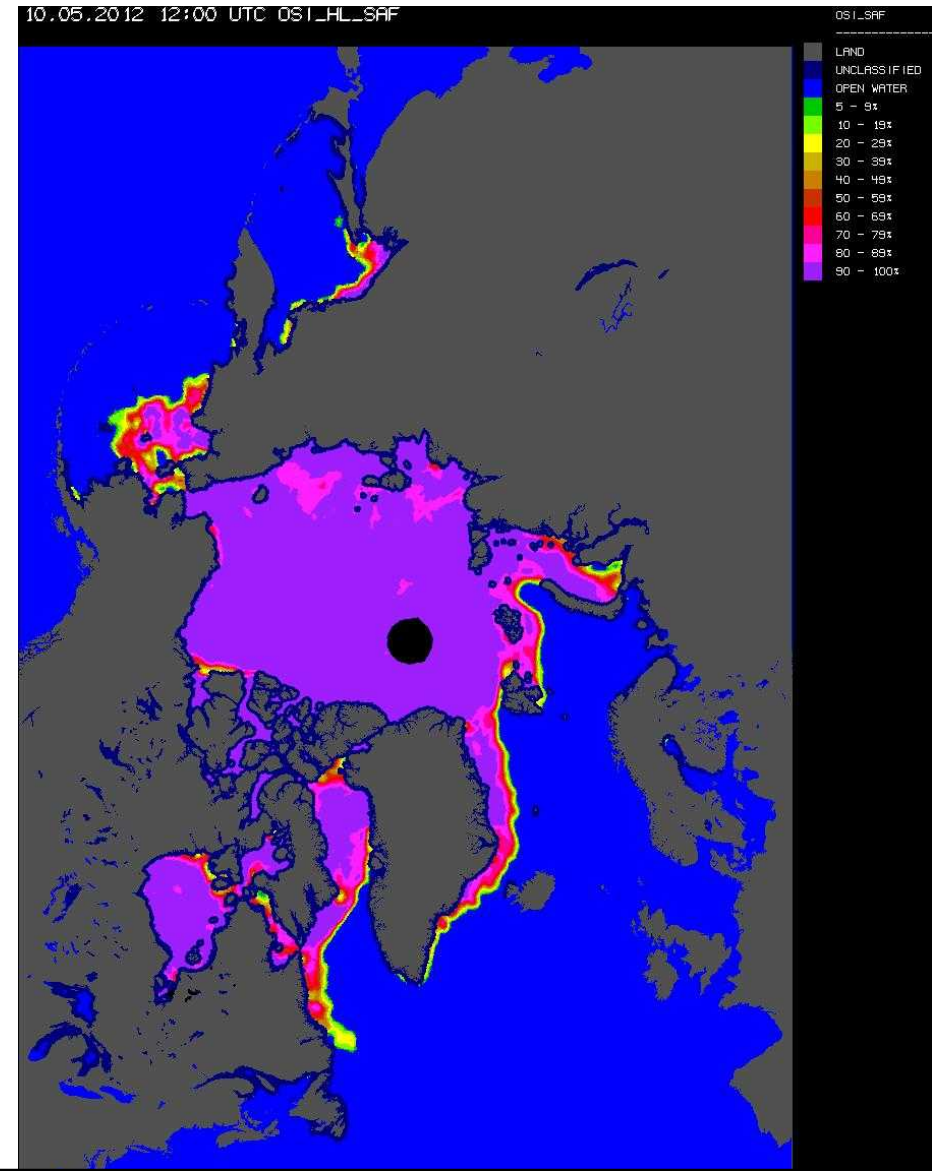 10.05.2012 12:00 UTC OSI_HL_SAF
OSI_SAF
--------------
LAND
UNCLASSIFIED
OPEN WATER
5 - 9%
10 - 19%
20 - 29%
30 - 39%
40 - 49%
50 - 59%
60 - 69%
70 - 79%
80 - 89%
90 - 100%